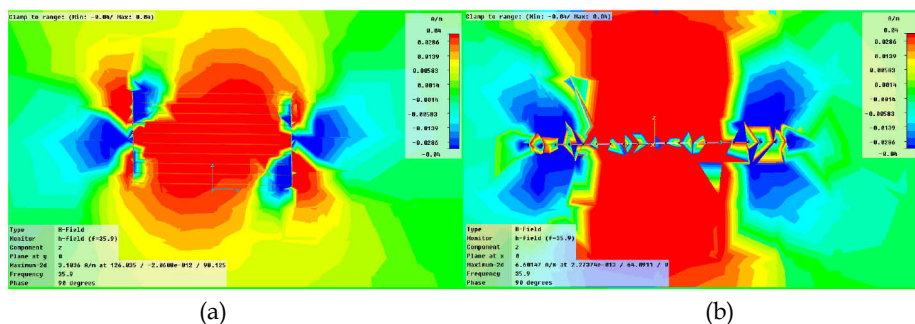 Clamp to range: (Min: -0.04/ Max: 0.04)
A/m
0.04
0.0286
0.0139
0.00583
0.0014
-0.0014
-0.00583
-0.0139
-0.0286
-0.04
Type H-Field
Monitor h-field (f=35.9)
Component z
Plane at y 0
Frequency 35.9
Phase 90 degrees
(a)
Clamp to range: (Min: -0.04/ Max: 0.04)
A/m
0.04
0.0286
0.0139
0.00583
0.0014
-0.0014
-0.00583
-0.0139
-0.0286
-0.04
Type H-Field
Monitor h-field (f=35.9)
Component z
Plane at x 0
Frequency 35.9
Phase 90 degrees
(b)